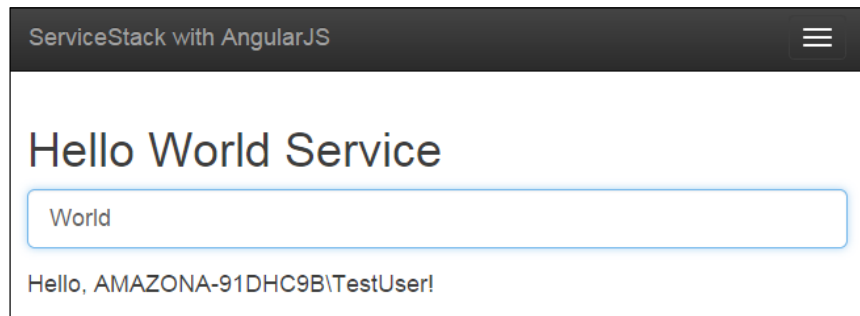 ServiceStack with AngularJS
Hello World Service
World
Hello, AMAZONA-91DHC9B\TestUser!